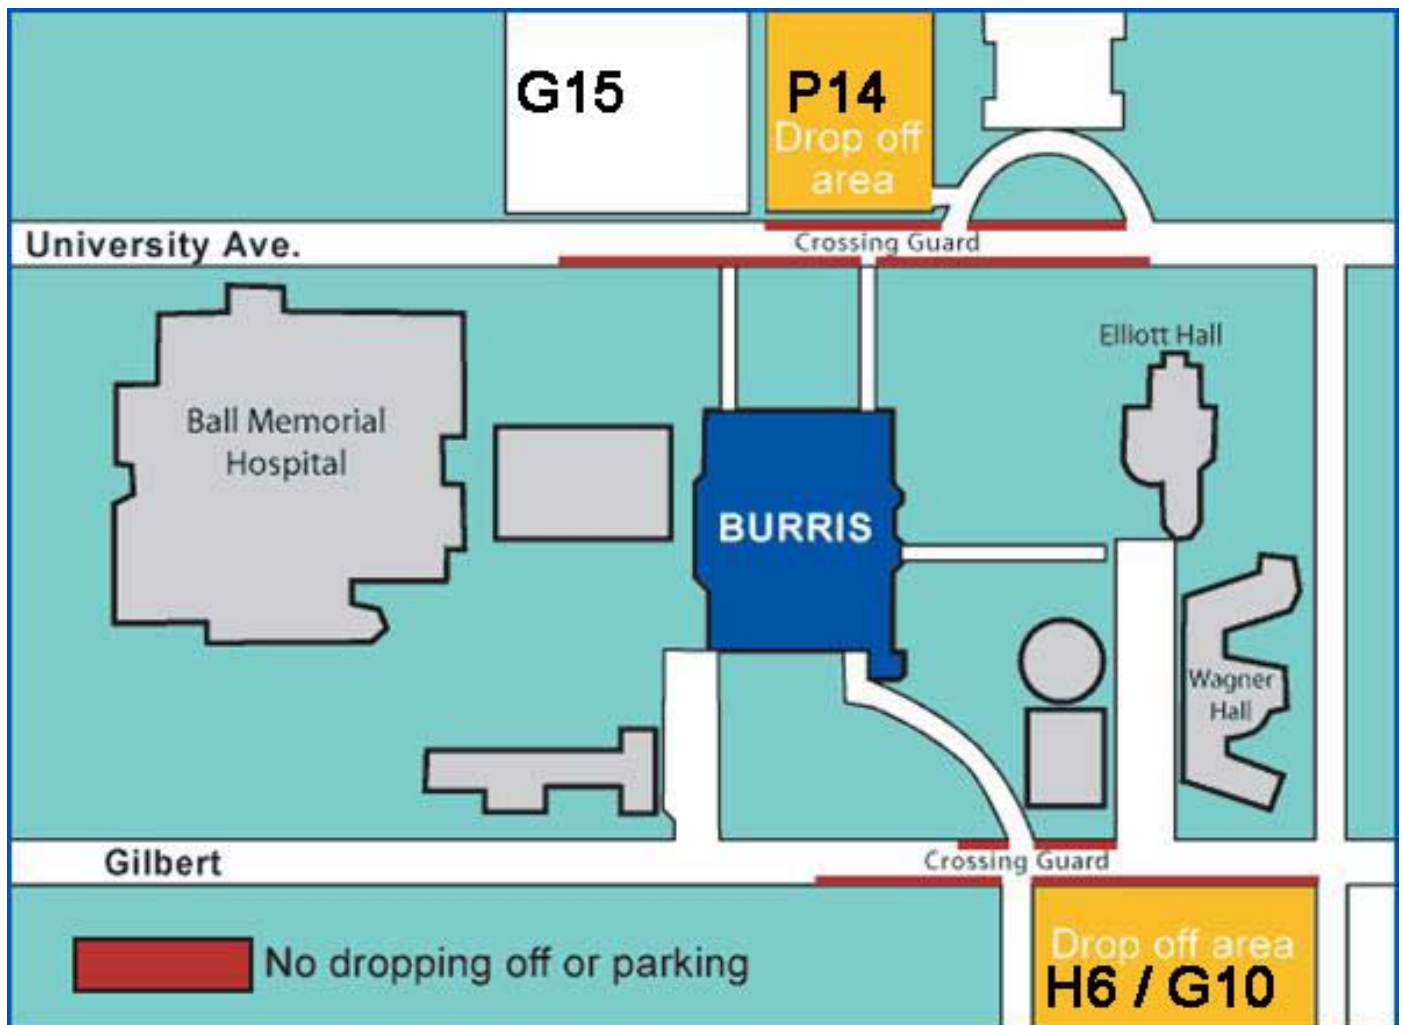 G15
P14
Drop off
area
University Ave.
Crossing Guard
Elliott Hall
Ball Memorial
Hospital
BURRIS
Wagner
Hall
Gilbert
Crossing Guard
No dropping off or parking
Drop off area
H6 / G10